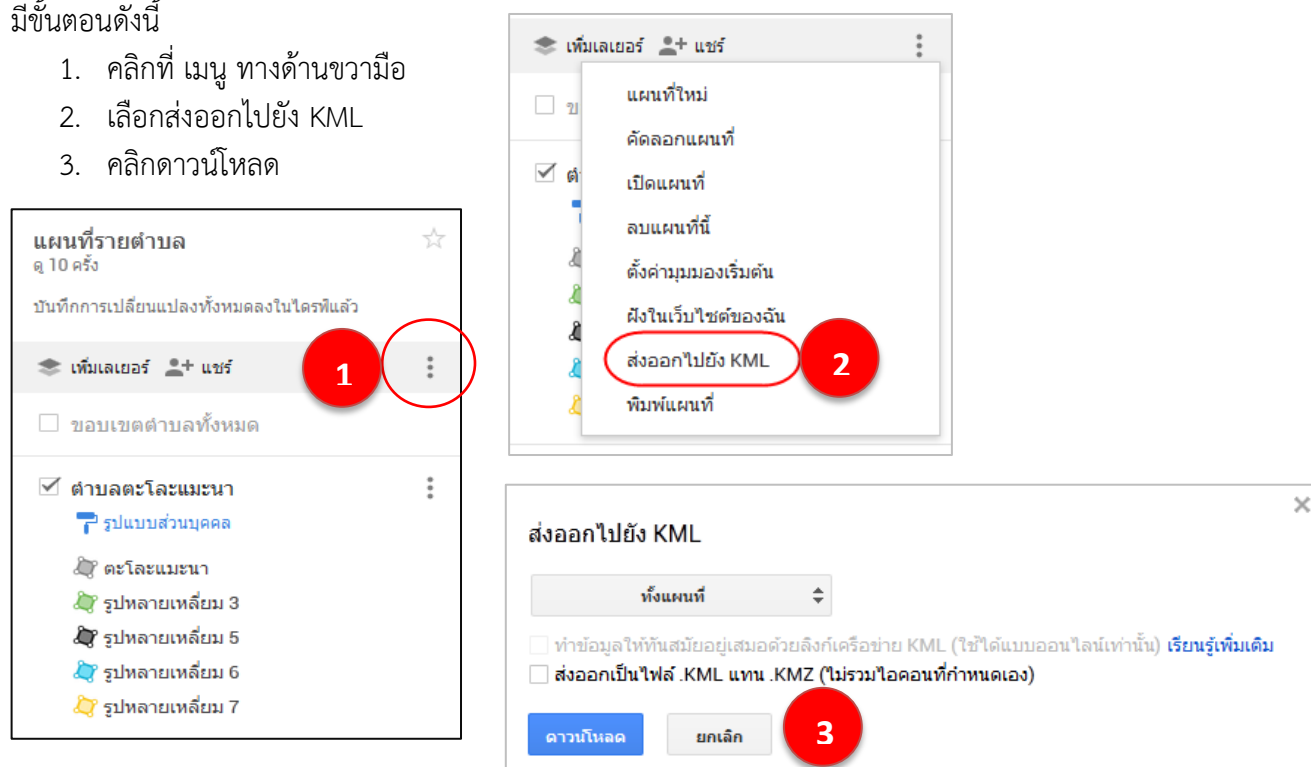 มีขั้นตอนดังนี้
1. คลิกที่ เมนู ทางด้านขวามือ
2. เลือกส่งออกไปยัง KML
3. คลิกดาวน์โหลด
แผนที่รายตำบล
ดู 10 ครั้ง
บันทึกการเปลี่ยนแปลงทั้งหมดลงในไดรฟ์แล้ว
เพิ่มเลเยอร์ แชร์
1
ขอบเขตตำบลทั้งหมด
ตำบลตะโละแมะนา
รูปแบบส่วนบุคคล
ตะโละแมะนา
รูปหลายเหลี่ยม 3
รูปหลายเหลี่ยม 5
รูปหลายเหลี่ยม 6
รูปหลายเหลี่ยม 7
เพิ่มเลเยอร์ แชร์
ข
ตำ
แผนที่ใหม่
คัดลอกแผนที่
เปิดแผนที่
ลบแผนที่นี้
ตั้งค่ามุมมองเริ่มต้น
ฝังในเว็บไซต์ของฉัน
ส่งออกไปยัง KML
2
พิมพ์แผนที่
ส่งออกไปยัง KML
ทั้งแผนที่
ทำข้อมูลให้ทันสมัยอยู่เสมอด้วยลิงก์เครือข่าย KML (ใช้ได้แบบออนไลน์เท่านั้น) เรียนรู้เพิ่มเติม
ส่งออกเป็นไฟล์ .KML แทน .KMZ (ไม่รวมไอคอนที่กำหนดเอง)
ดาวน์โหลด ยกเลิก 3